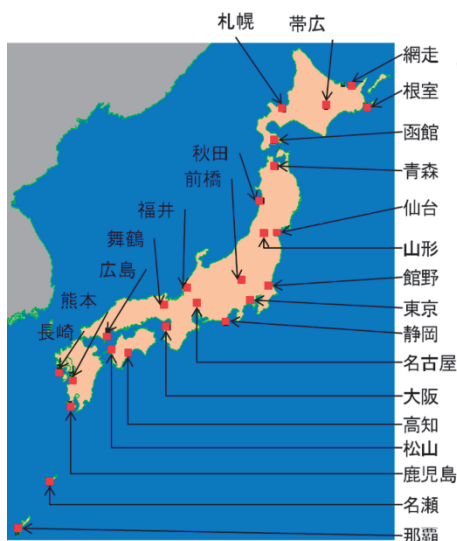 札幌
帯広
網走
根室
函館
秋田
青森
前橋
福井
仙台
舞鶴
山形
広島
館野
熊本
東京
長崎
静岡
名古屋
大阪
高知
松山
鹿児島
名瀬
那覇